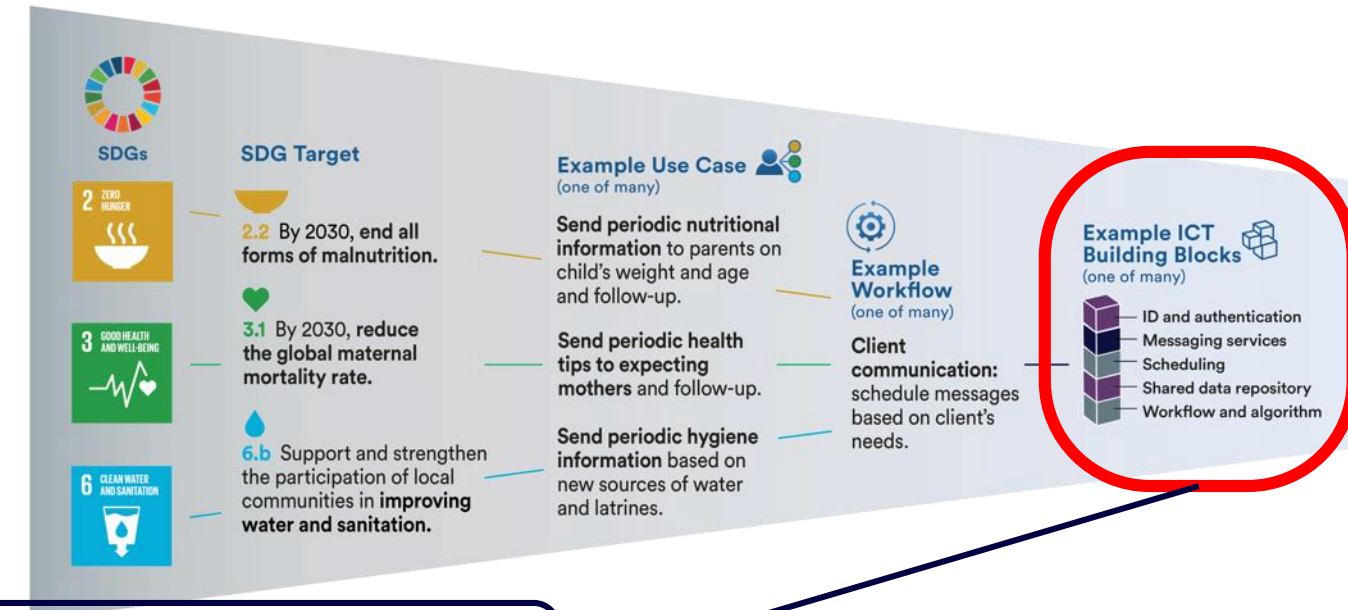 SDGs
2 ZERO
HUNGER
3 GOOD HEALTH
AND WELL-BEING
6 CLEAN WATER
AND SANITATION
SDG Target
2.2 By 2030, end all
forms of malnutrition.
3.1 By 2030, reduce
the global maternal
mortality rate.
6.b Support and strengthen
the participation of local
communities in improving
water and sanitation.
Example Use Case
(one of many)
Send periodic nutritional
information to parents on
child's weight and age
and follow-up.
Send periodic health
tips to expecting
mothers and follow-up.
Send periodic hygiene
information based on
new sources of water
and latrines.
Example
Workflow
(one of many)
Client
communication:
schedule messages
based on client's
needs.
Example ICT
Building Blocks
(one of many)
ID and authentication
Messaging services
Scheduling
Shared data repository
Workflow and algorithm